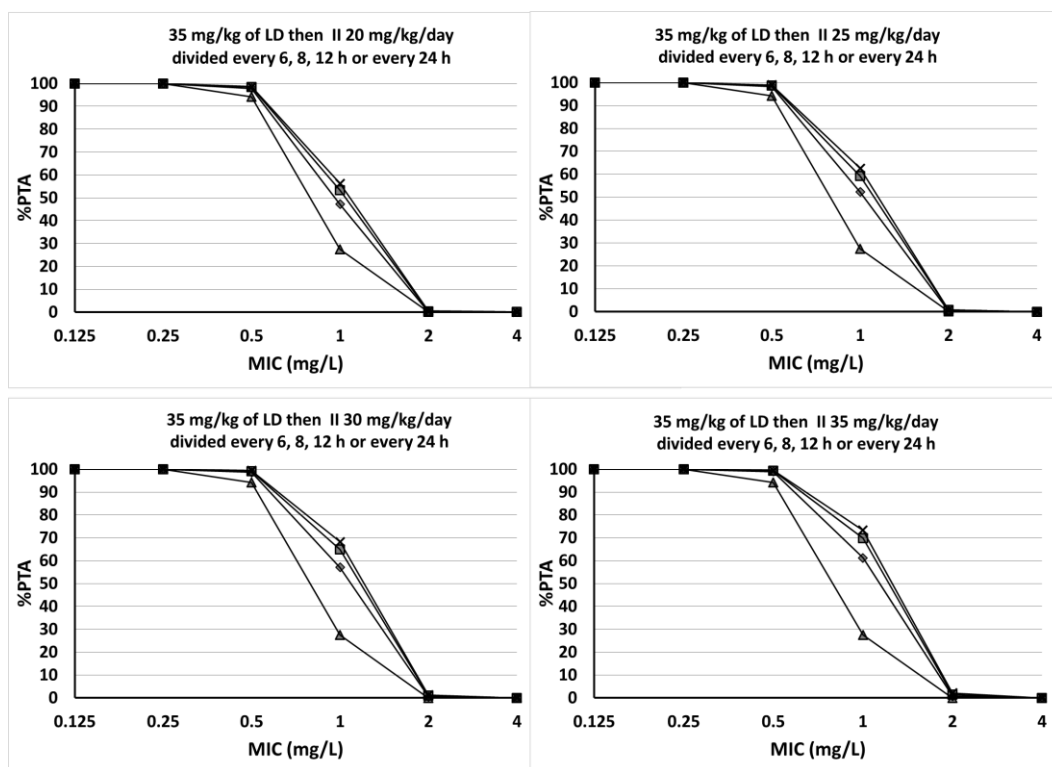 35 mg/kg of LD then II 20 mg/kg/day
divided every 6, 8, 12 h or every 24 h
100
90
80
70
60
50
40
30
20
10
0
%PTA
0.125 0.25 0.5 1 2 4
MIC (mg/L)
35 mg/kg of LD then II 25 mg/kg/day
divided every 6, 8, 12 h or every 24 h
100
90
80
70
60
50
40
30
20
10
0
%PTA
0.125 0.25 0.5 1 2 4
MIC (mg/L)
35 mg/kg of LD then II 30 mg/kg/day
divided every 6, 8, 12 h or every 24 h
100
90
80
70
60
50
40
30
20
10
0
%PTA
0.125 0.25 0.5 1 2 4
MIC (mg/L)
35 mg/kg of LD then II 35 mg/kg/day
divided every 6, 8, 12 h or every 24 h
100
90
80
70
60
50
40
30
20
10
0
%PTA
0.125 0.25 0.5 1 2 4
MIC (mg/L)